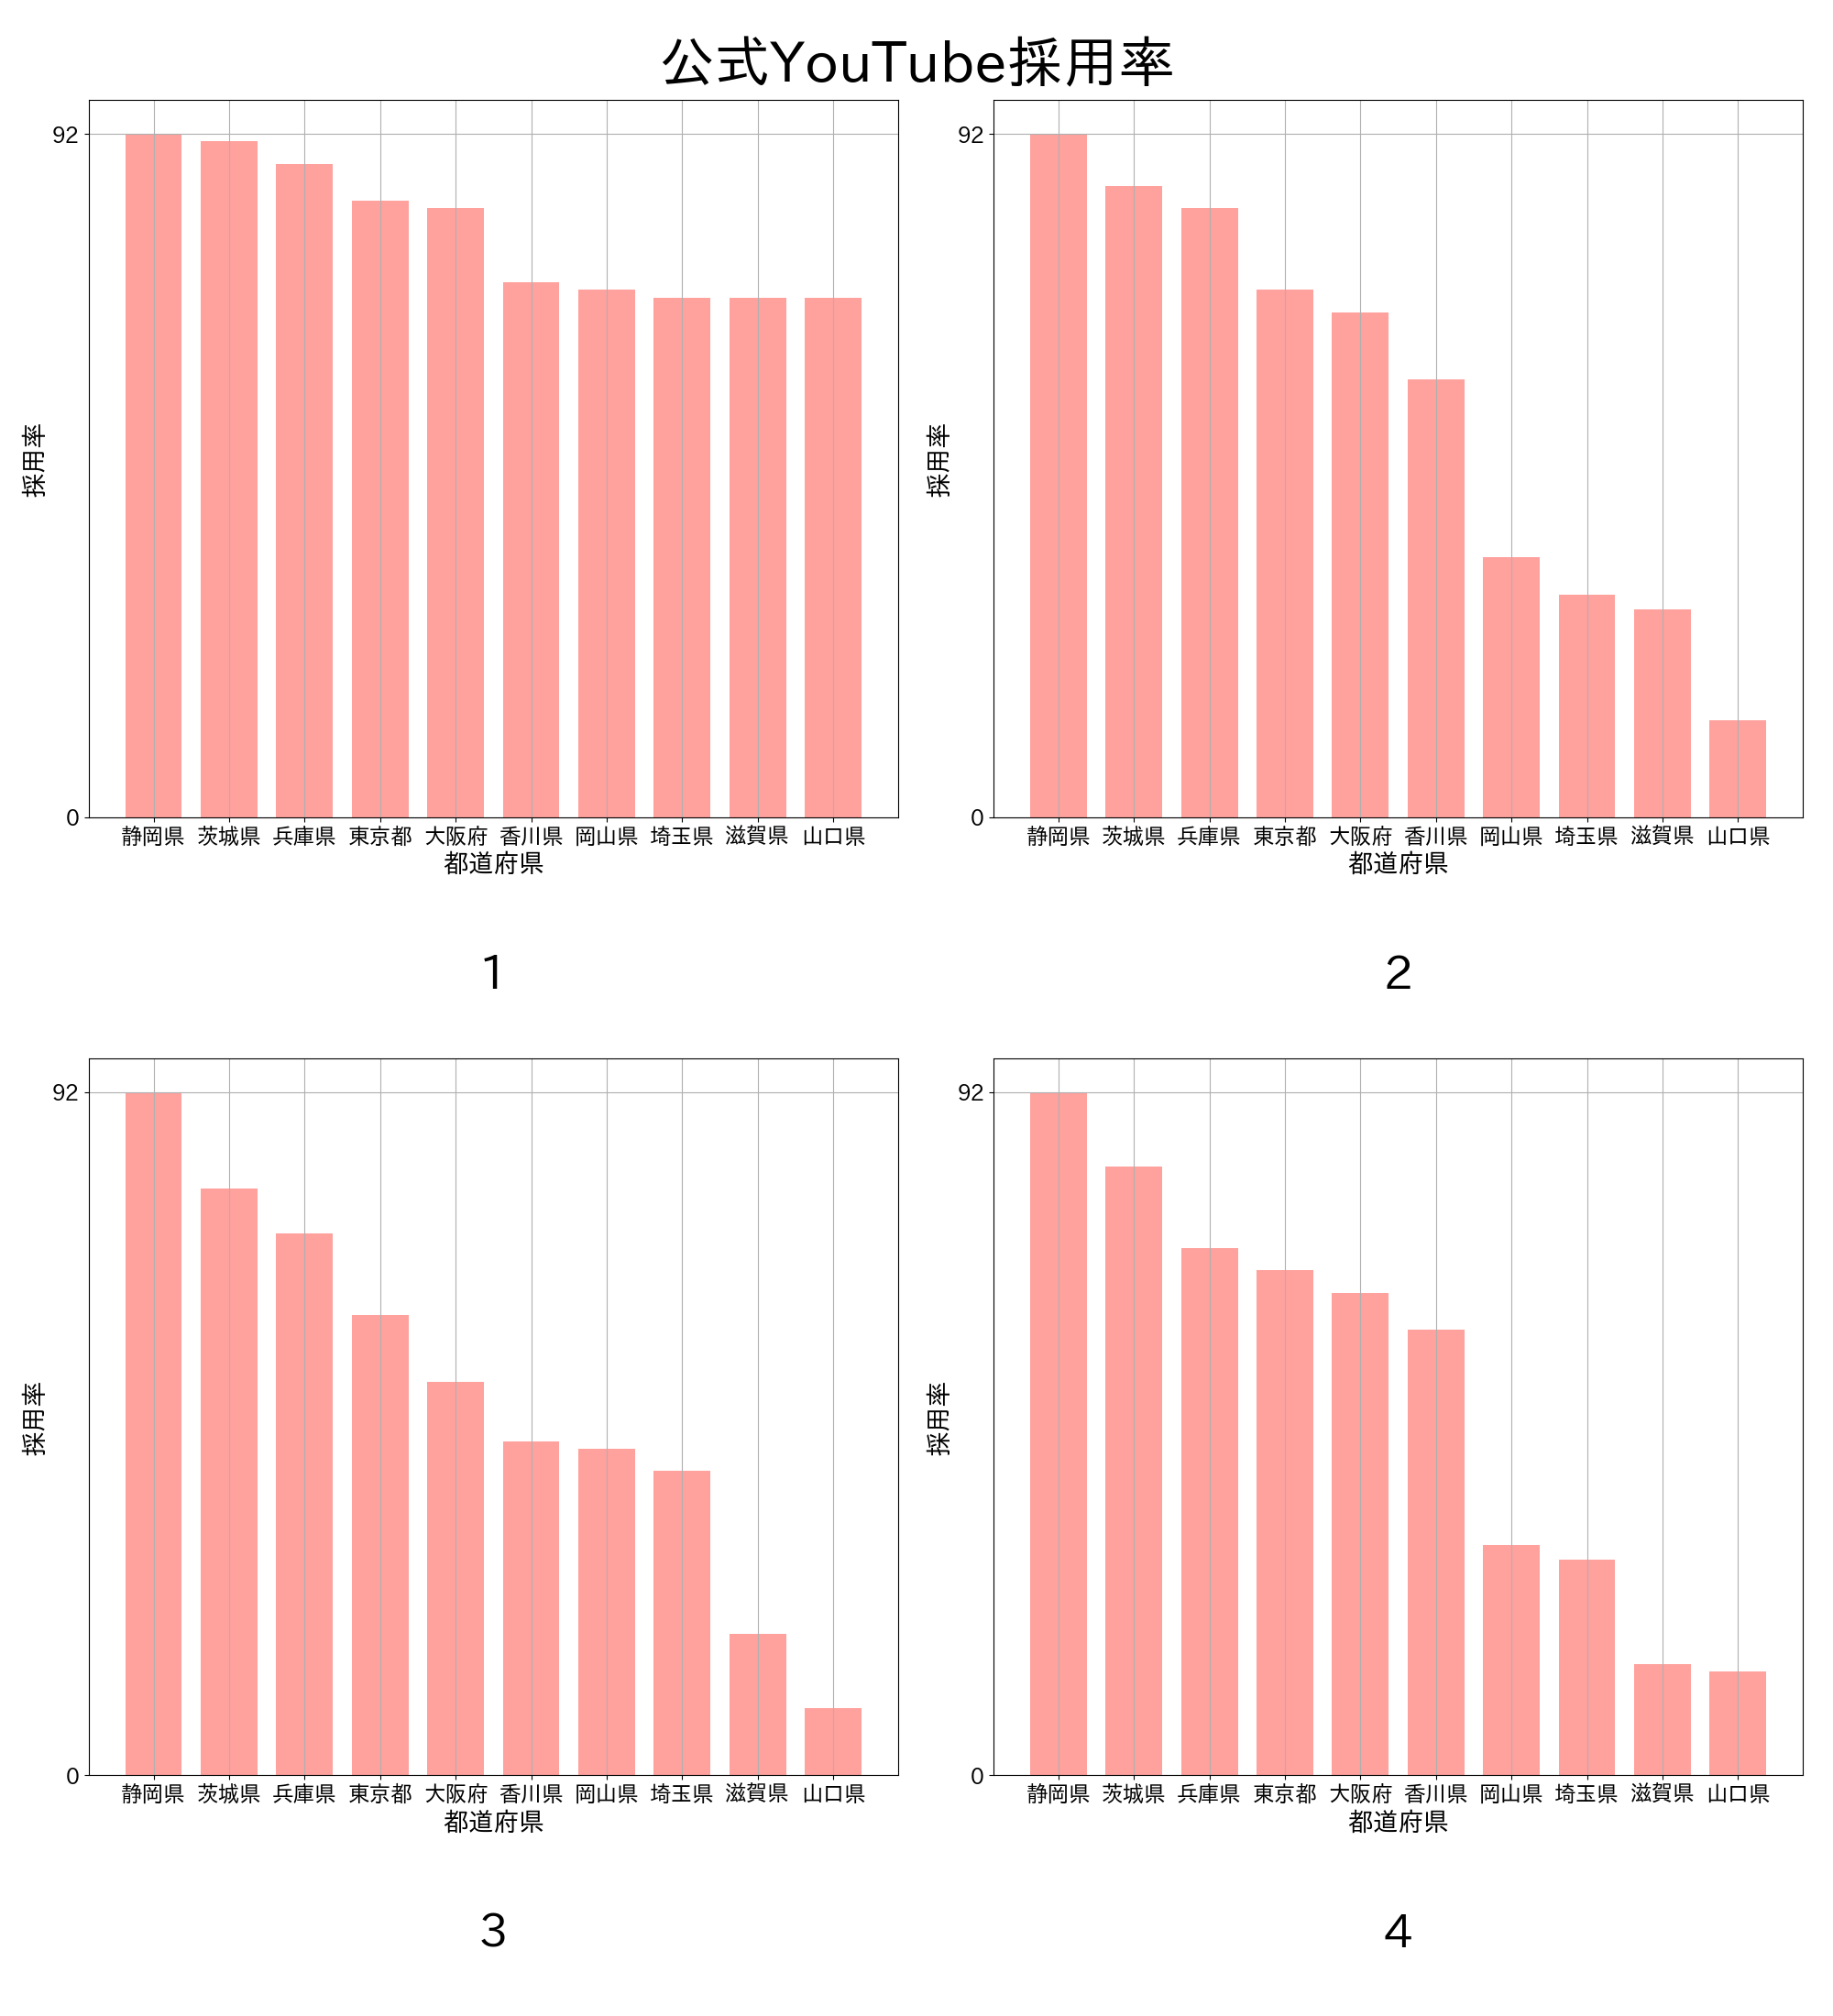 公式YouTube採用率
92
0
採用率
静岡県 茨城県 兵庫県 東京都 大阪府 香川県 岡山県 埼玉県 滋賀県 山口県
都道府県
1
92
0
採用率
静岡県 茨城県 兵庫県 東京都 大阪府 香川県 岡山県 埼玉県 滋賀県 山口県
都道府県
2
92
0
採用率
静岡県 茨城県 兵庫県 東京都 大阪府 香川県 岡山県 埼玉県 滋賀県 山口県
都道府県
3
92
0
採用率
静岡県 茨城県 兵庫県 東京都 大阪府 香川県 岡山県 埼玉県 滋賀県 山口県
都道府県
4